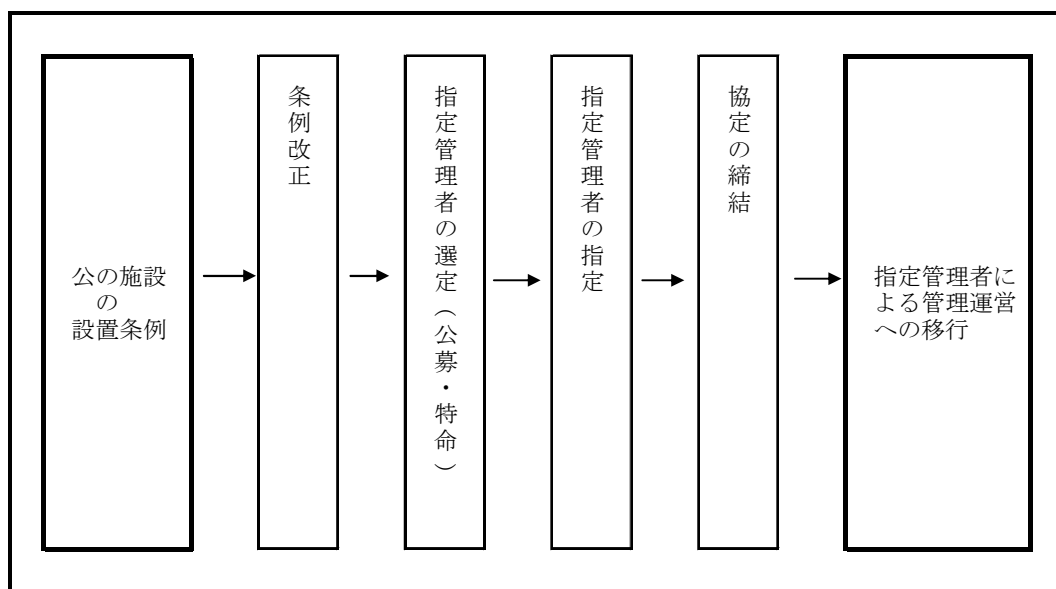 公の施設
の
設置条例
条例改正
指定管理者の選定(公募・特命)
指定管理者の指定
協定の締結
指定管理者に
よる管理運営
への移行